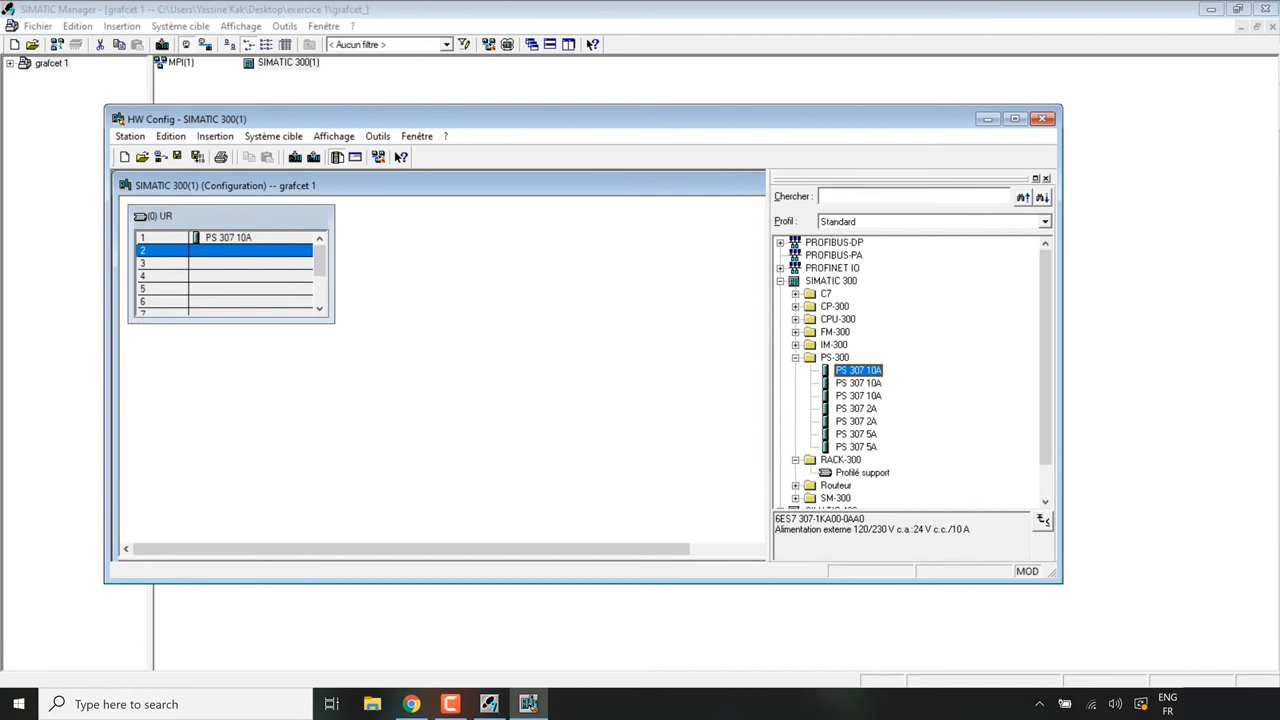 SIMATIC Manager - [grafcet 1 -- C:\Users\Yassine Kak\Desktop\exercice 1\grafcet_]
Fichier Edition Insertion Système cible Affichage Outils Fenêtre ?
< Aucun filtre >
grafcet 1
MPI(1)
SIMATIC 300(1)
HW Config - SIMATIC 300(1)
Station Edition Insertion Système cible Affichage Outils Fenêtre ?
SIMATIC 300(1) (Configuration) -- grafcet 1
(0) UR
1 PS 307 10A
2
3
4
5
6
7
Chercher :
Profil : Standard
PROFIBUS-DP
PROFIBUS-PA
PROFINET IO
SIMATIC 300
C7
CP-300
CPU-300
FM-300
IM-300
PS-300
PS 307 10A
PS 307 10A
PS 307 10A
PS 307 2A
PS 307 2A
PS 307 5A
PS 307 5A
RACK-300
Profilé support
Routeur
SM-300
6ES7 307-1KA00-0AA0
Alimentation externe 120/230 V c.a.:24 V c.c./10 A
MOD
Type here to search
ENG
FR